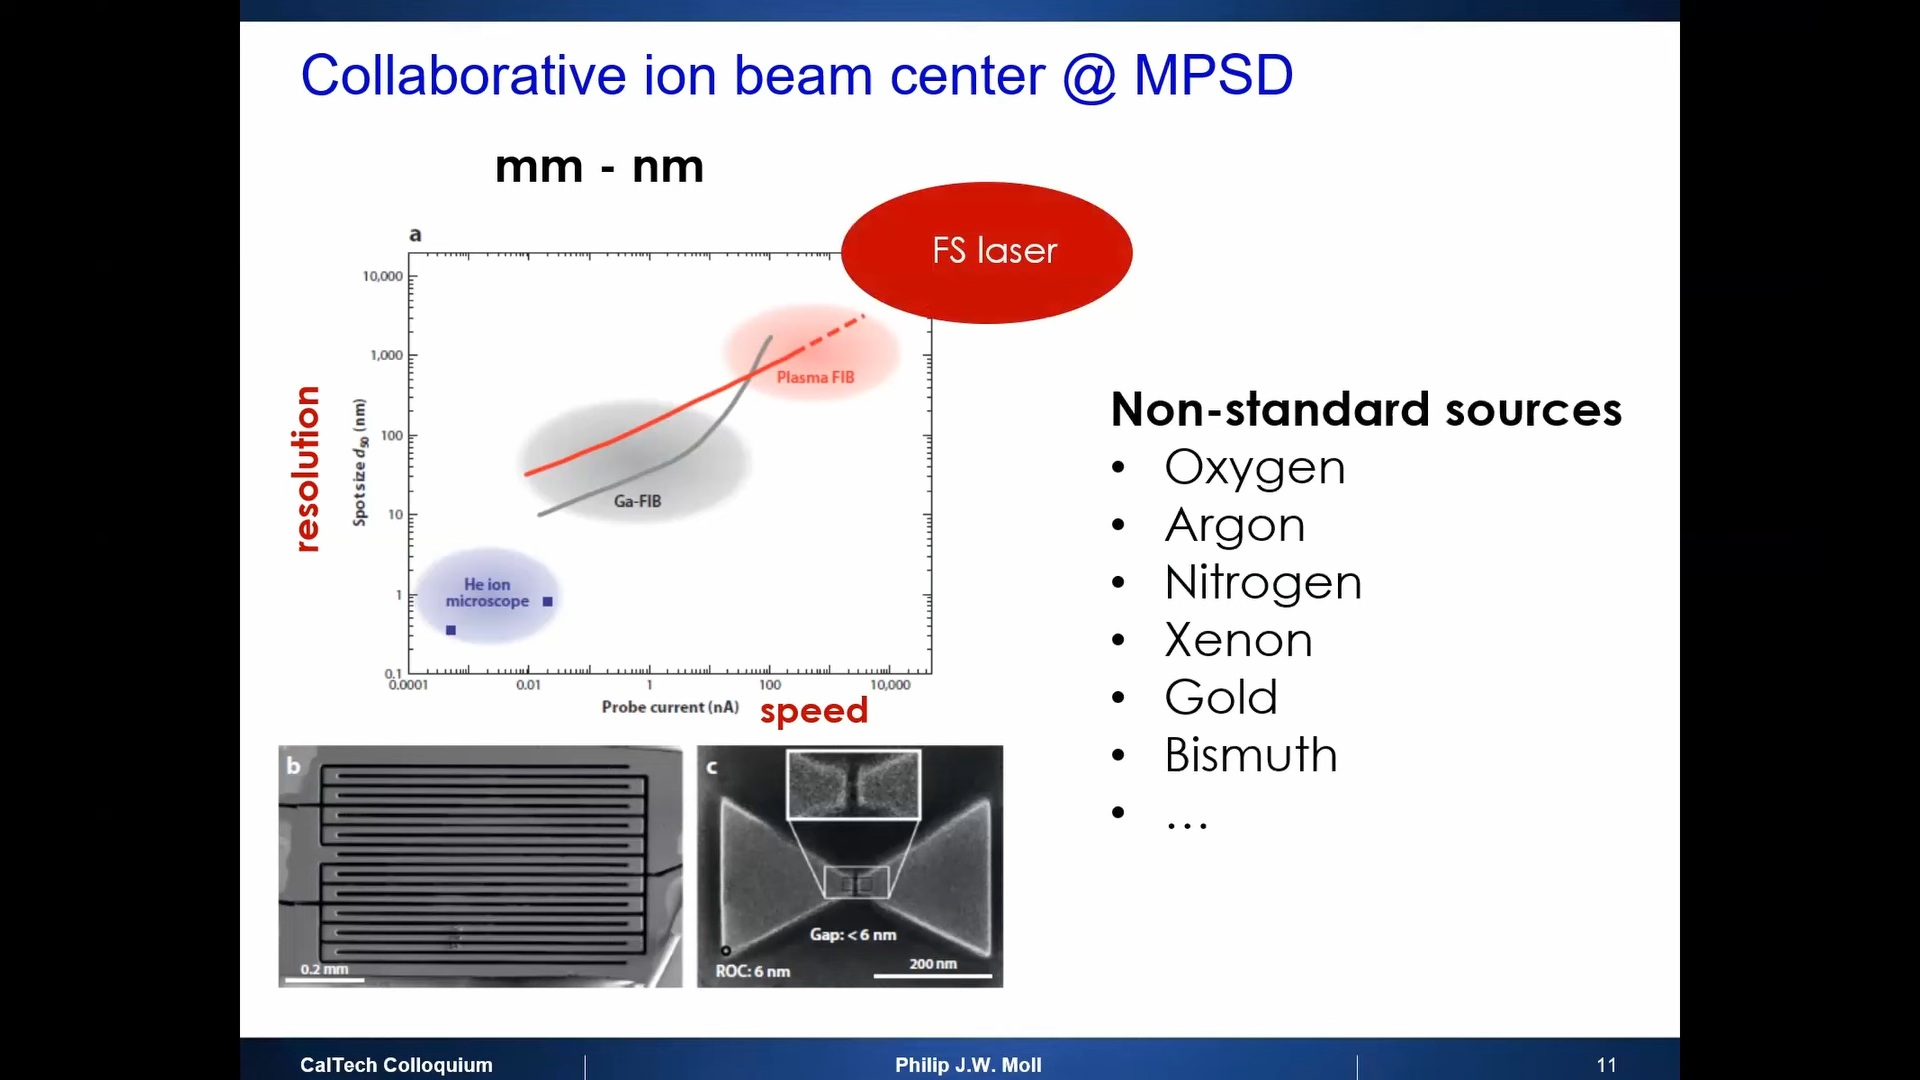 Collaborative ion beam center @ MPSD
mm - nm
a
FS laser
10,000
1,000
100
10
1
0.1
resolution
Spot size d50 (nm)
Plasma FIB
Ga-FIB
He ion
microscope
0.0001
0.01
1
100
10,000
Probe current (nA)
speed
Non-standard sources
• Oxygen
• Argon
• Nitrogen
• Xenon
• Gold
• Bismuth
• …
b
0.2 mm
c
Gap: < 6 nm
ROC: 6 nm
200 nm
CalTech Colloquium
Philip J.W. Moll
11